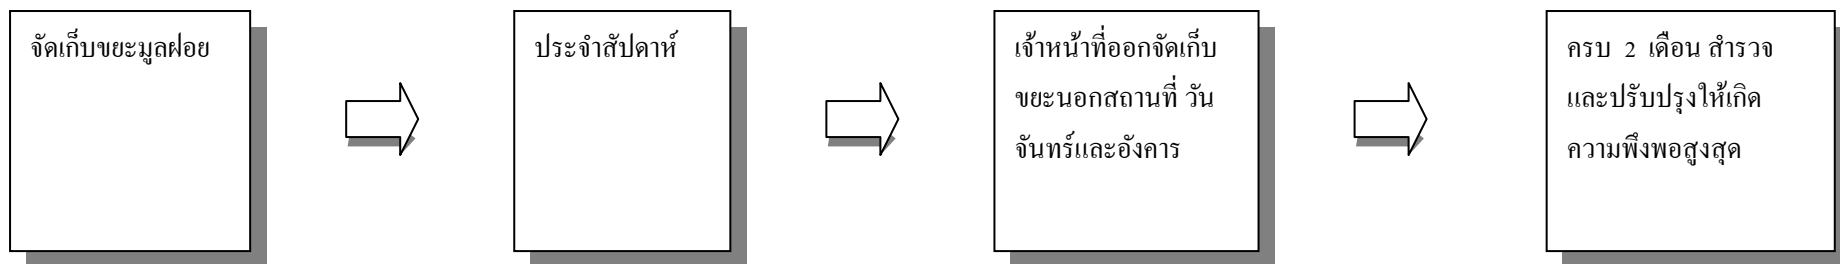 จัดเก็บขยะมูลฝอย
ประจำสัปดาห์
เจ้าหน้าที่ออกจัดเก็บ
ขยะนอกสถานที่ วัน
จันทร์และอังคาร
ครบ 2 เดือน สำรวจ
และปรับปรุงให้เกิด
ความพึงพอสูงสุด